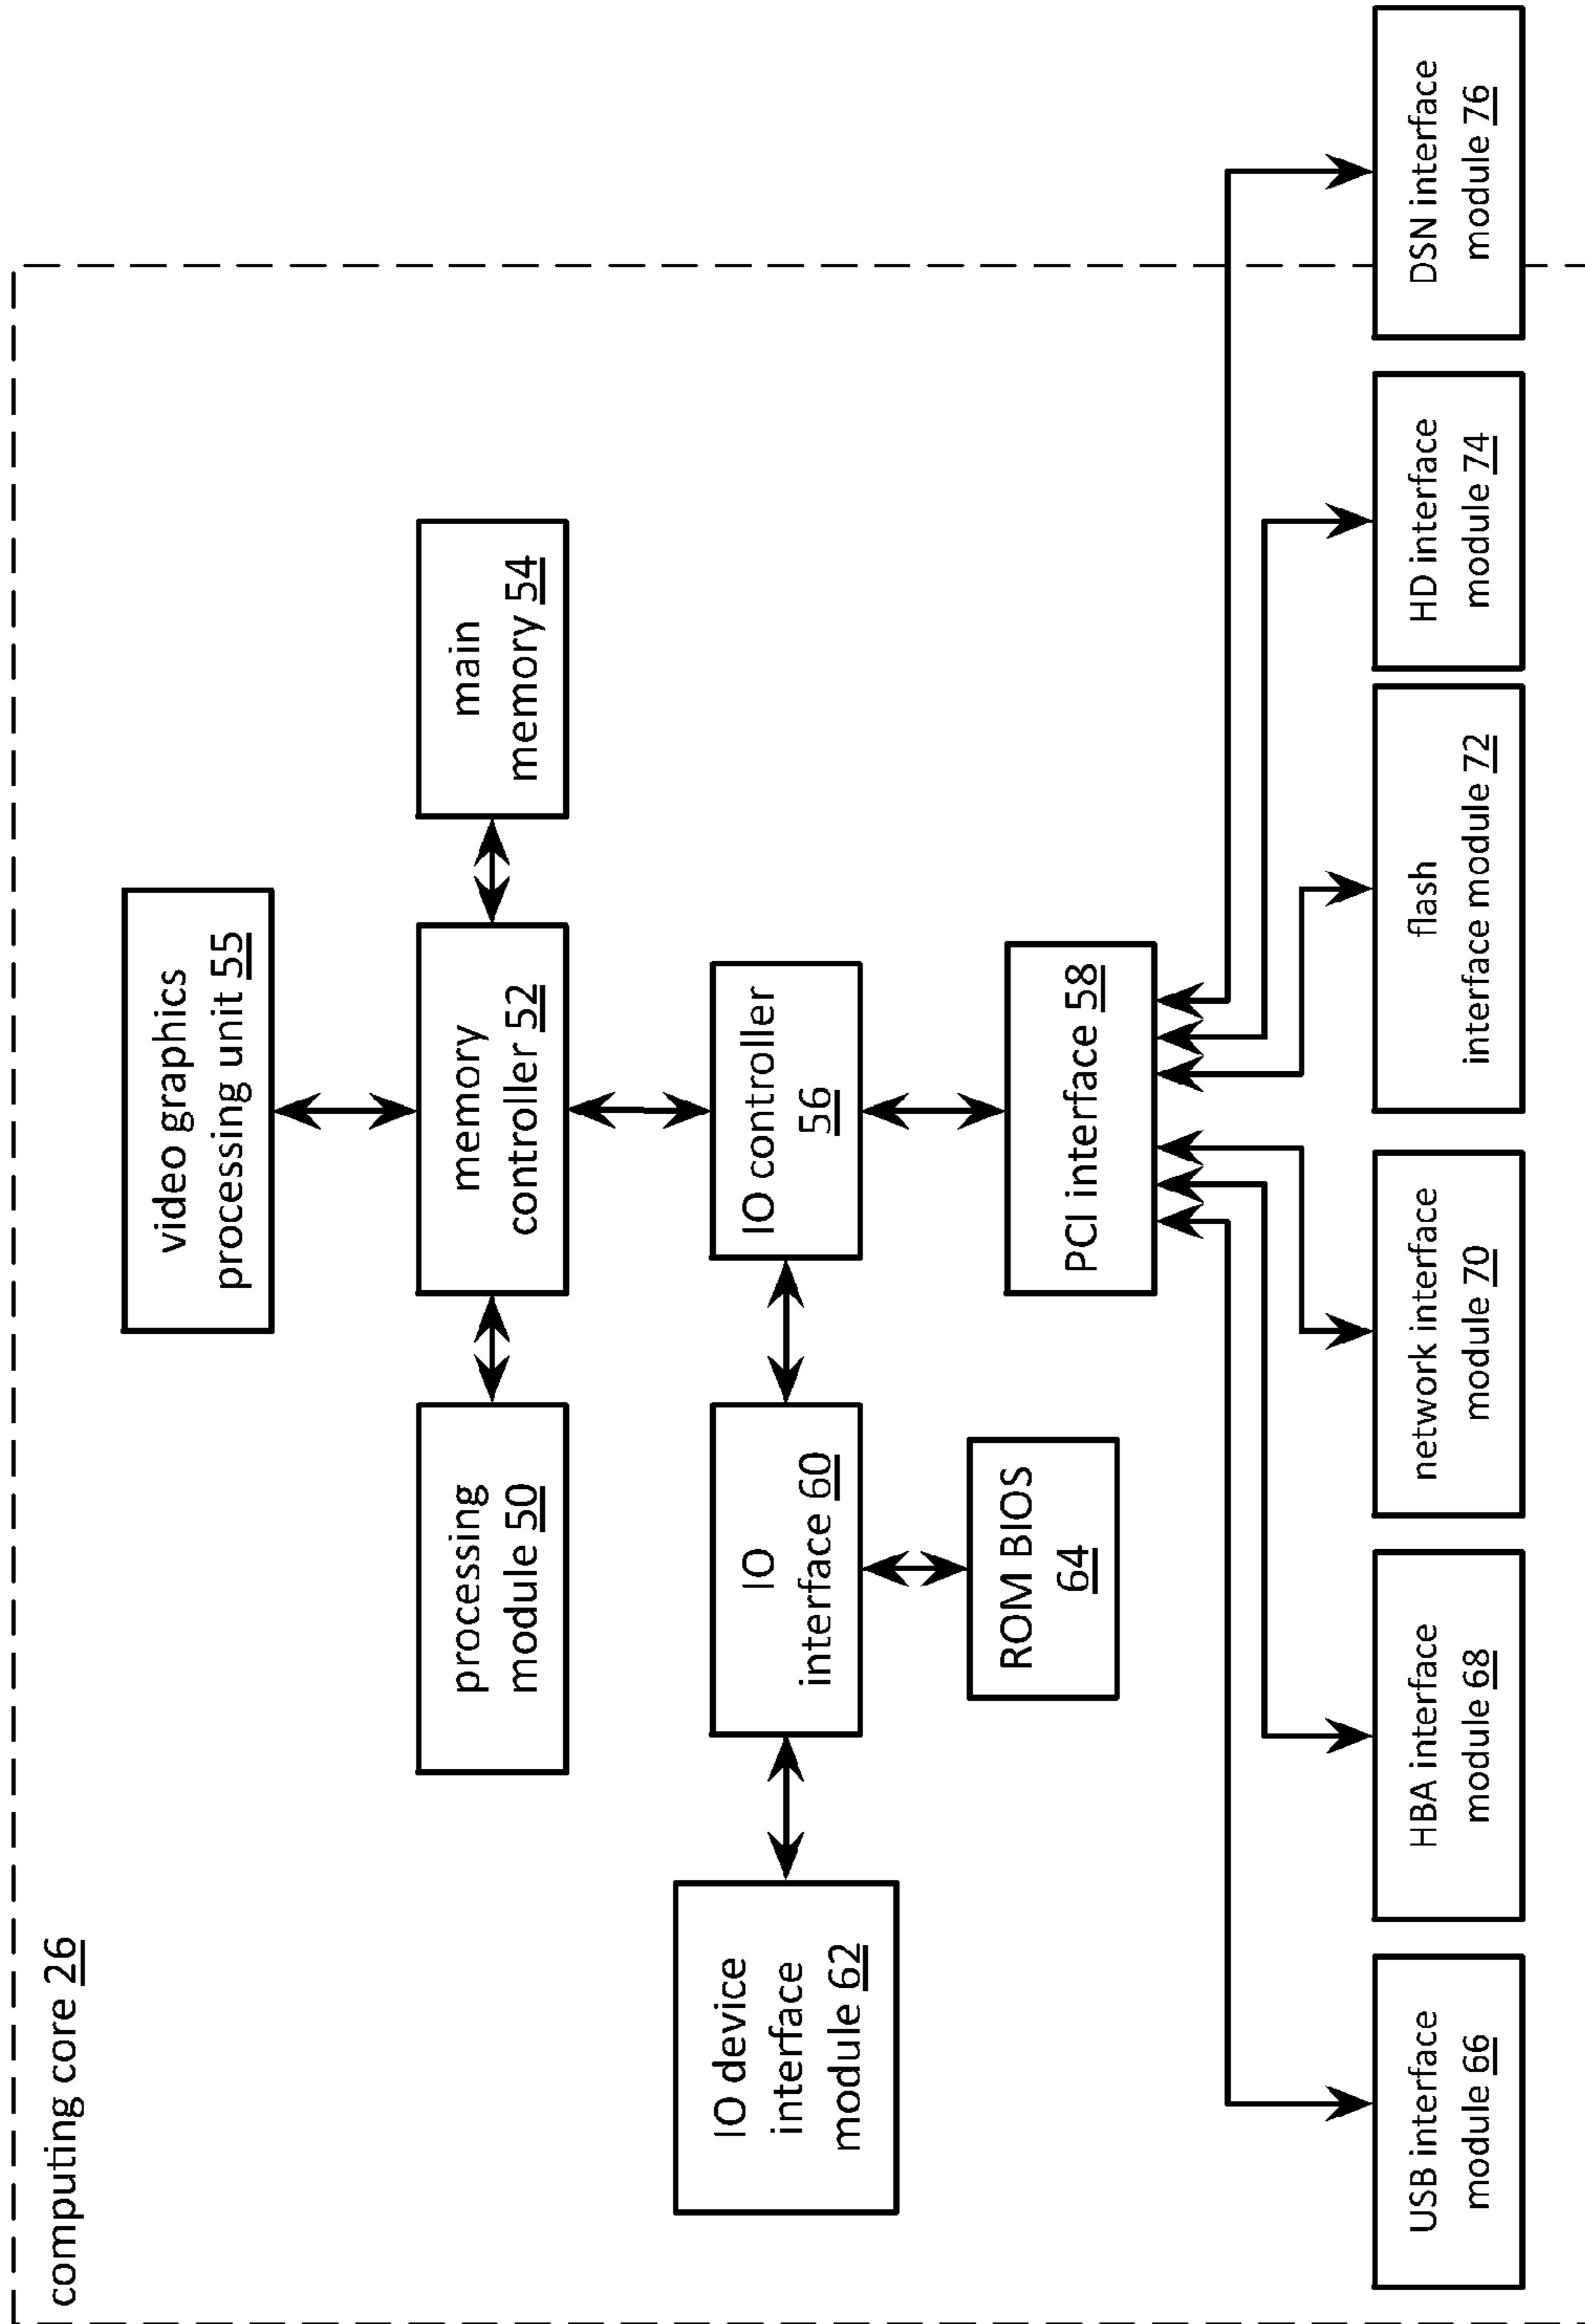 computing core 26
video graphics
processing unit 55
processing
module 50
memory
controller 52
main
memory 54
IO device
interface
module 62
IO
interface 60
IO controller
56
ROM BIOS
64
PCI interface 58
USB interface
module 66
HBA interface
module 68
network interface
module 70
flash
interface module 72
HD interface
module 74
DSN interface
module 76